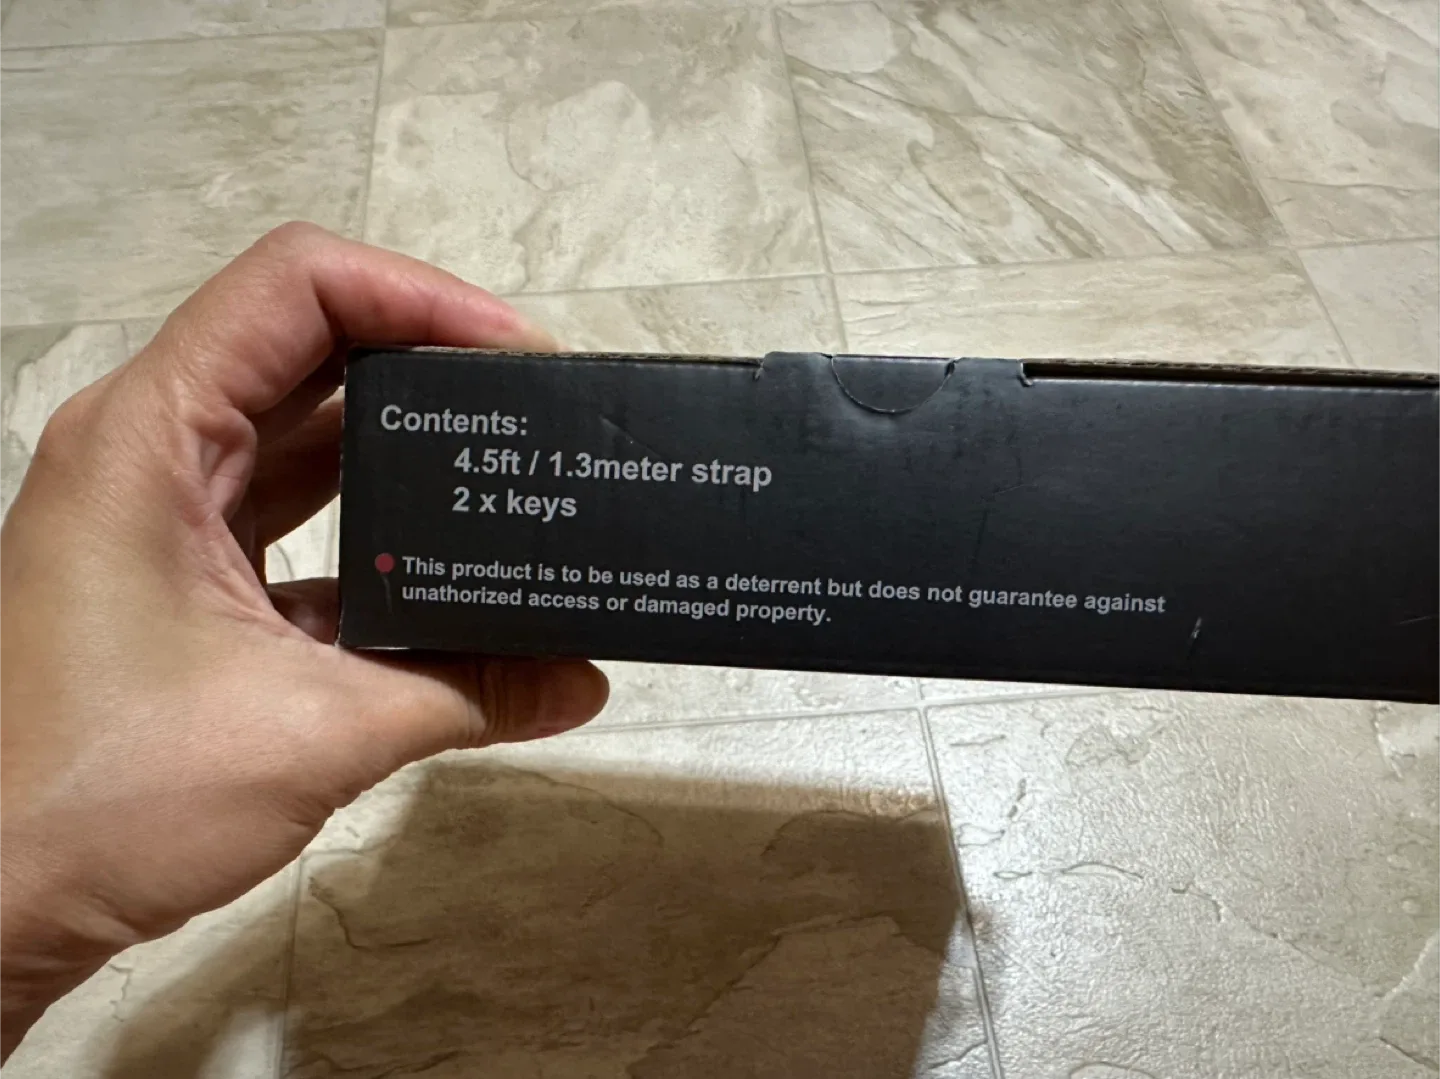 Contents:
4.5ft / 1.3meter strap
2 x keys
This product is to be used as a deterrent but does not guarantee against
unathorized access or damaged property.